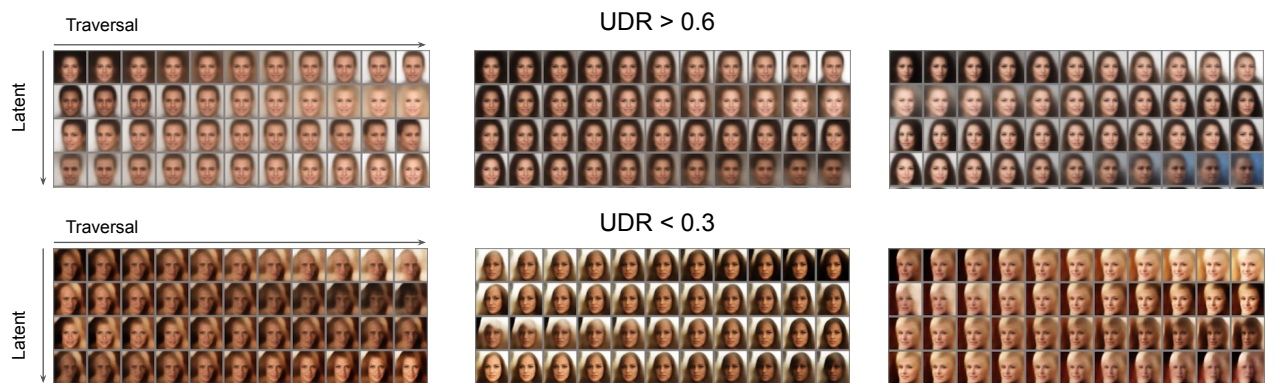 Traversal
UDR > 0.6
Latent
Traversal
UDR < 0.3
Latent